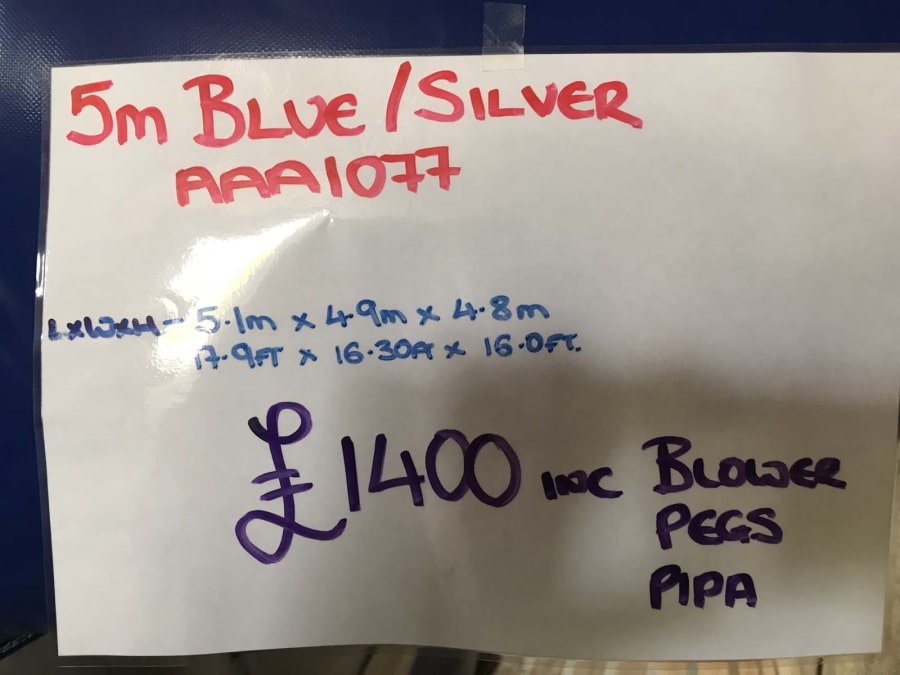 5m BLUE/SILVER
AAA1077
LxWxH - 5.1m x 4.9m x 4.8m
17.9FT x 16.30FT x 16.0FT.
£1400 INC BLOWER
PEGS
PIPA